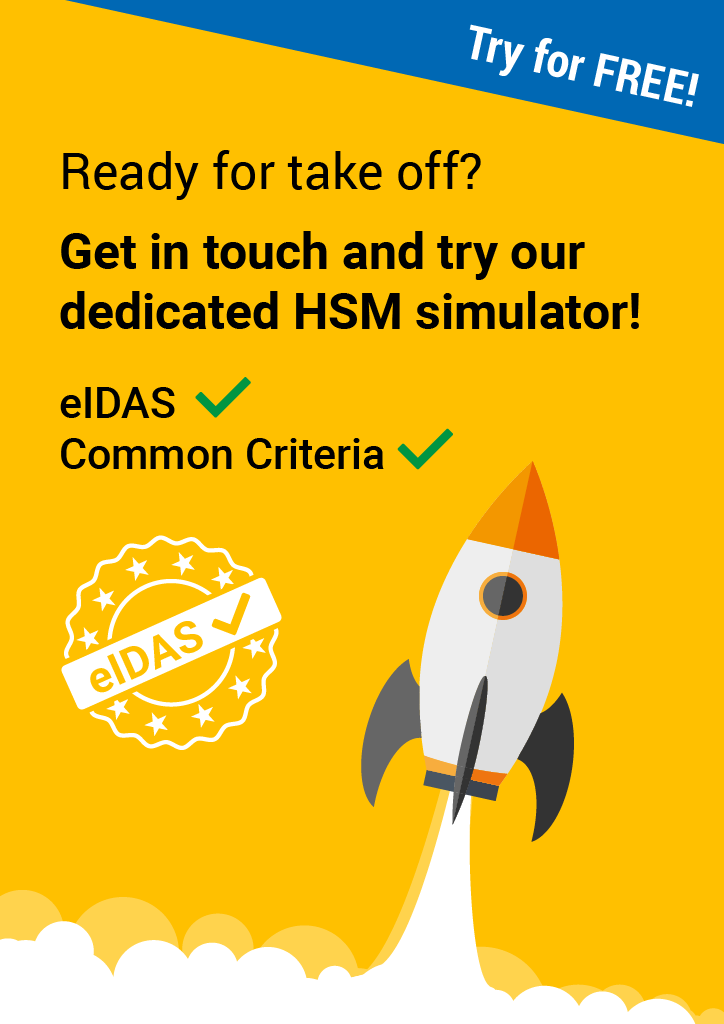 Try for FREE!
Ready for take off?
Get in touch and try our
dedicated HSM simulator!
eIDAS
Common Criteria
eIDAS